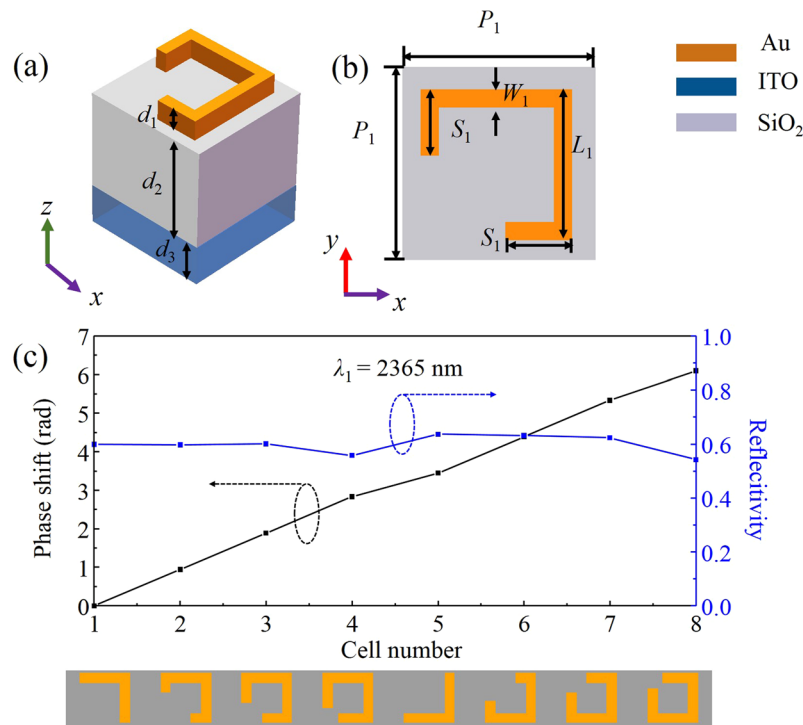 (a)
d₁
d₂
d₃
z
x
(b)
P₁
P₁
W₁
S₁
L₁
S₁
y
x
Au
ITO
SiO₂
(c)
λ₁ = 2365 nm
Phase shift (rad)
7
6
5
4
3
2
1
0
Reflecitivity
1.0
0.8
0.6
0.4
0.2
0.0
1 2 3 4 5 6 7 8
Cell number